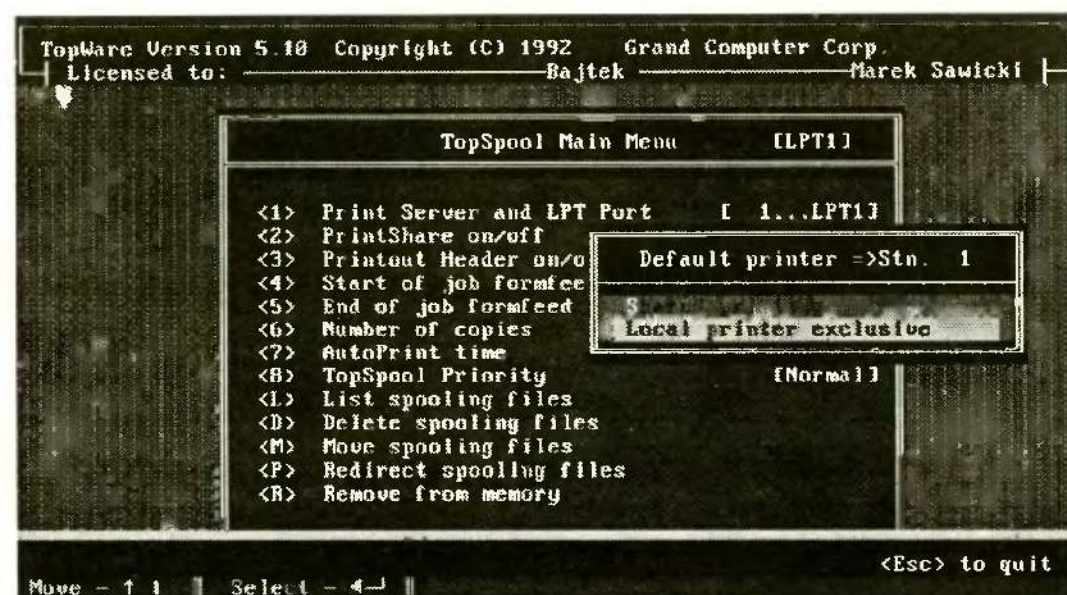 TopWare Version 5.10 Copyright (C) 1992 Grand Computer Corp.
Licensed to: Bajtek Marek Sawicki
TopSpool Main Menu [LPT1]
<1> Print Server and LPT Port [ 1...LPT1]
<2> PrintShare on/off
<3> Printout Header on/o
Default printer =>Stn. 1
<4> Start of job formfee
<5> End of job formfeed
Local printer exclusive
<6> Number of copies
<7> AutoPrint time
<8> TopSpool Priority [Normal]
<L> List spooling files
<D> Delete spooling files
<M> Move spooling files
<P> Redirect spooling files
<R> Remove from memory
<Esc> to quit
Move - ↑ ↓ Select - ◄┘